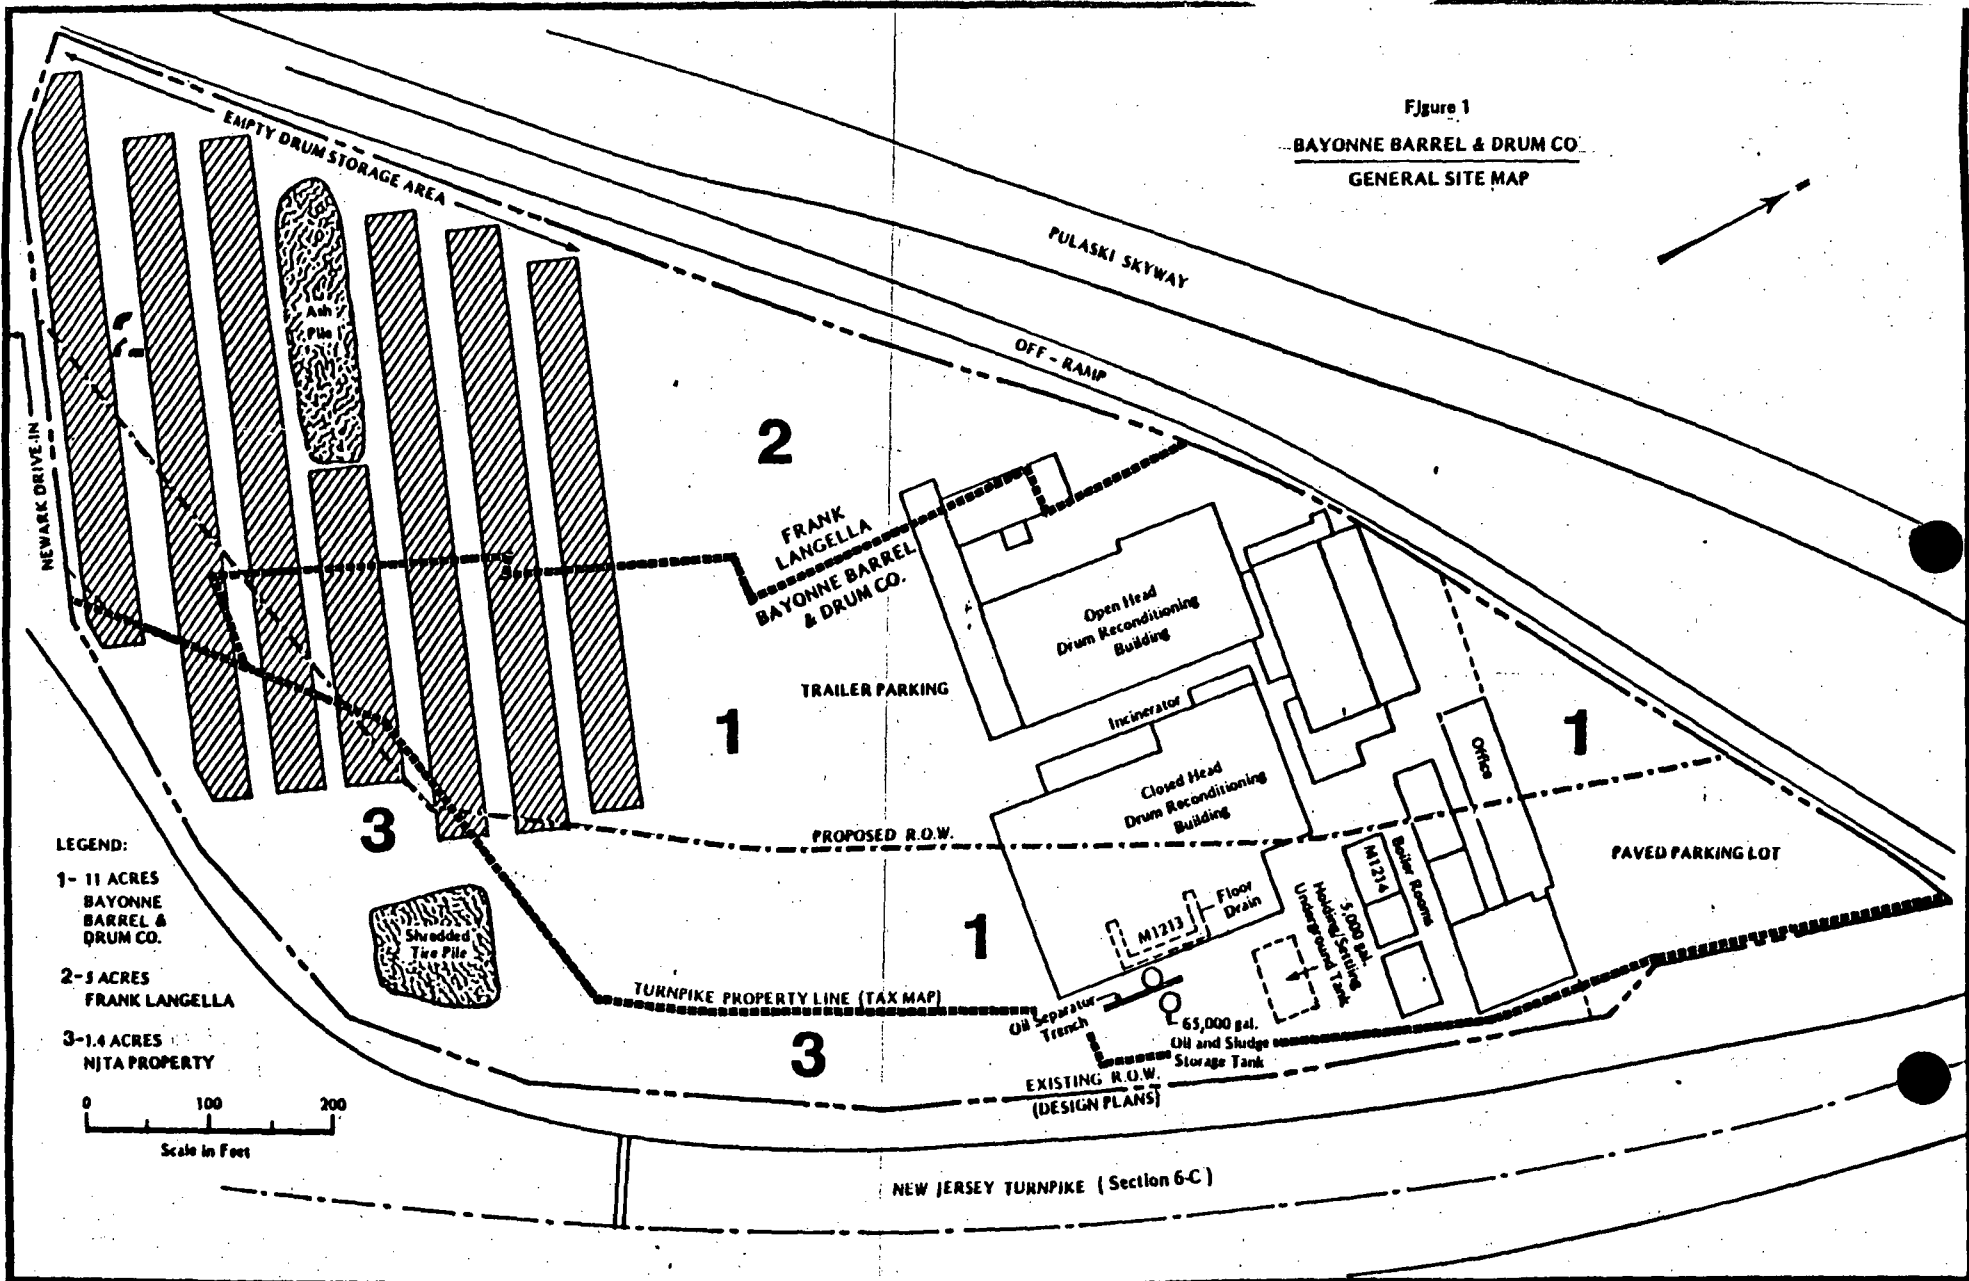 Figure 1
BAYONNE BARREL & DRUM CO
GENERAL SITE MAP
EMPTY DRUM STORAGE AREA
PULASKI SKYWAY
OFF - RAMP
Ash
Pile
NEWARK DRIVE-IN
2
FRANK
LANGELLA
BAYONNE BARREL
& DRUM CO.
Open Head
Drum Reconditioning
Building
TRAILER PARKING
1
Incinerator
1
Office
Closed Head
Drum Reconditioning
Building
3
PROPOSED R.O.W.
PAVED PARKING LOT
M1214
Boiler Rooms
5,000 gal.
Holding/Settling
Underground Tank
Floor
Drain
M1213
1
Shredded
Tire Pile
LEGEND:
1- 11 ACRES
BAYONNE
BARREL &
DRUM CO.
2-5 ACRES
FRANK LANGELLA
3-1.4 ACRES
NJTA PROPERTY
TURNPIKE PROPERTY LINE (TAX MAP)
Oil Separator
Trench
65,000 gal.
Oil and Sludge
Storage Tank
3
EXISTING R.O.W.
(DESIGN PLANS)
0 100 200
Scale in Feet
NEW JERSEY TURNPIKE ( Section 6-C )